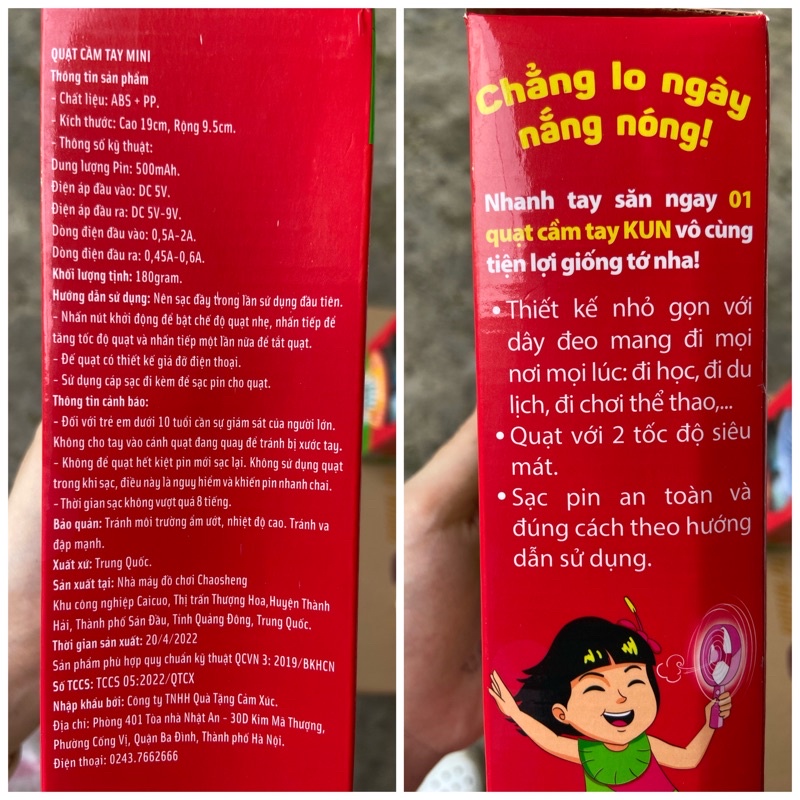 QUẠT CẦM TAY MINI
Thông tin sản phẩm
- Chất liệu: ABS + PP.
- Kích thước: Cao 19cm, Rộng 9.5cm.
- Thông số kỹ thuật:
Dung lượng Pin: 500mAh.
Điện áp đầu vào: DC 5V.
Điện áp đầu ra: DC 5V-9V.
Dòng điện đầu vào: 0,5A-2A.
Dòng điện đầu ra: 0,45A-0,6A.
Khối lượng tịnh: 180gram.
Hướng dẫn sử dụng: Nên sạc đầy trong lần sử dụng đầu tiên.
- Nhấn nút khởi động để bật chế độ quạt nhẹ, nhấn tiếp để
tăng tốc độ quạt và nhấn tiếp một lần nữa để tắt quạt.
- Đế quạt có thiết kế giá đỡ điện thoại.
- Sử dụng cáp sạc đi kèm để sạc pin cho quạt.
Thông tin cảnh báo:
- Đối với trẻ em dưới 10 tuổi cần sự giám sát của người lớn.
Không cho tay vào cánh quạt đang quay để tránh bị xước tay.
- Không để quạt hết kiệt pin mới sạc lại. Không sử dụng quạt
trong khi sạc, điều này là nguy hiểm và khiến pin nhanh chai.
- Thời gian sạc không vượt quá 8 tiếng.
Bảo quản: Tránh môi trường ẩm ướt, nhiệt độ cao. Tránh va
đập mạnh.
Xuất xứ: Trung Quốc.
Sản xuất tại: Nhà máy đồ chơi Chaosheng
Khu công nghiệp Caicuo, Thị trấn Thượng Hoa,Huyện Thành
Hải, Thành phố Sán Đầu, Tỉnh Quảng Đông, Trung Quốc.
Thời gian sản xuất: 20/4/2022
Sản phẩm phù hợp quy chuẩn kỹ thuật QCVN 3: 2019/BKHCN
Số TCCS: TCCS 05:2022/QTCX
Nhập khẩu bởi: Công ty TNHH Quà Tặng Cảm Xúc.
Địa chỉ: Phòng 401 Tòa nhà Nhật An - 30D Kim Mã Thượng,
Phường Cống Vị, Quận Ba Đình, Thành phố Hà Nội.
Điện thoại: 0243.7662666
Chẳng lo ngày
nắng nóng!
Nhanh tay săn ngay 01
quạt cầm tay KUN vô cùng
tiện lợi giống tớ nha!
• Thiết kế nhỏ gọn với
dây đeo mang đi mọi
nơi mọi lúc: đi học, đi du
lịch, đi chơi thể thao,...
• Quạt với 2 tốc độ siêu
mát.
• Sạc pin an toàn và
đúng cách theo hướng
dẫn sử dụng.